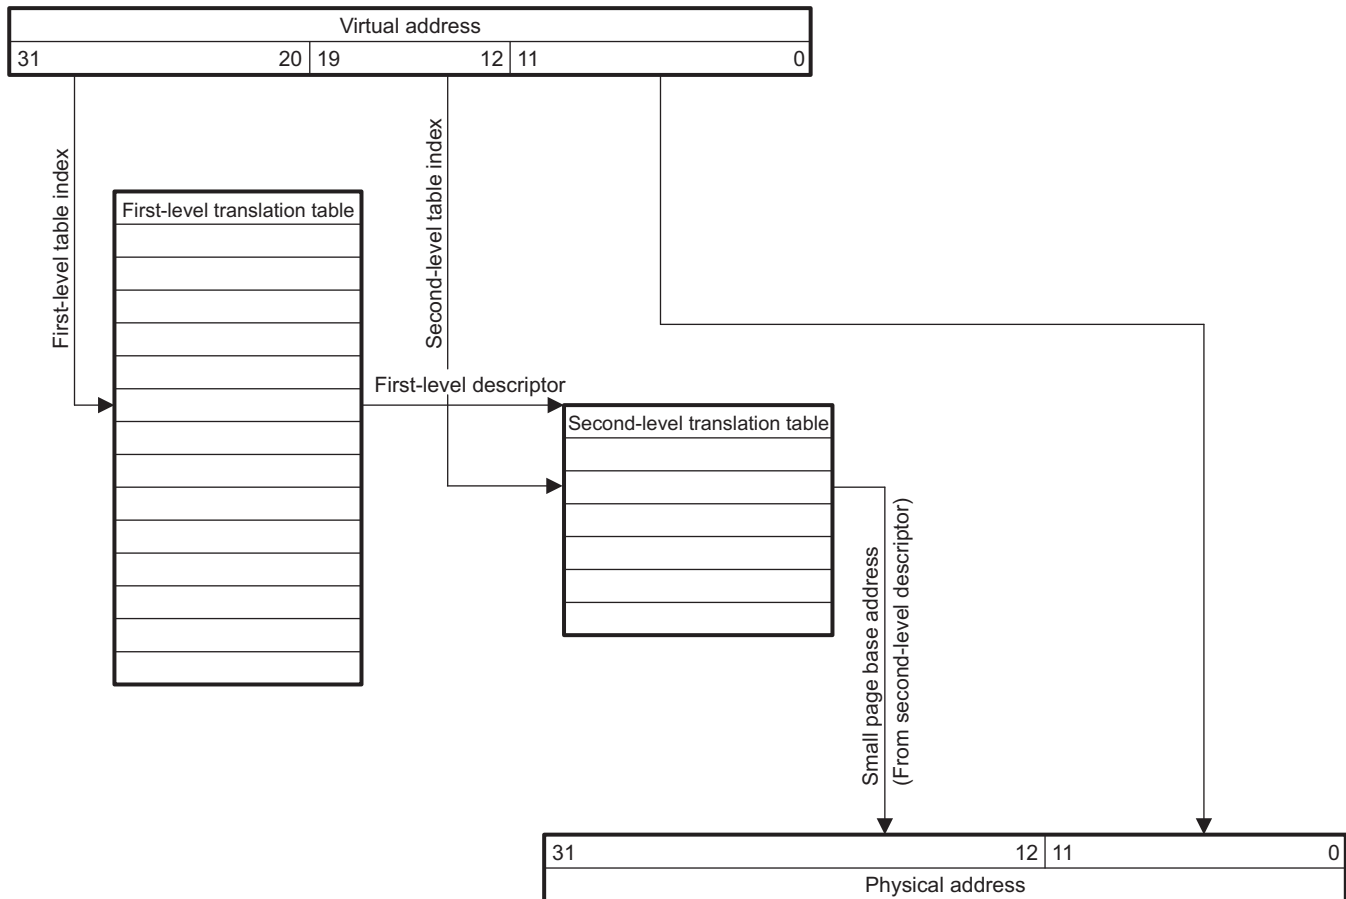 Virtual address
31 20 19 12 11 0
First-level table index
Second-level table index
First-level translation table
First-level descriptor
Second-level translation table
Small page base address
(From second-level descriptor)
31 12 11 0
Physical address